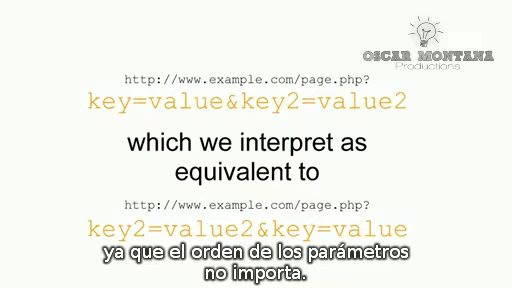 OSCAR MONTANA
Productions
http://www.example.com/page.php?
key=value&key2=value2
which we interpret as
equivalent to
http://www.example.com/page.php?
key2=value2&key=value
ya que el orden de los parámetros
no importa.